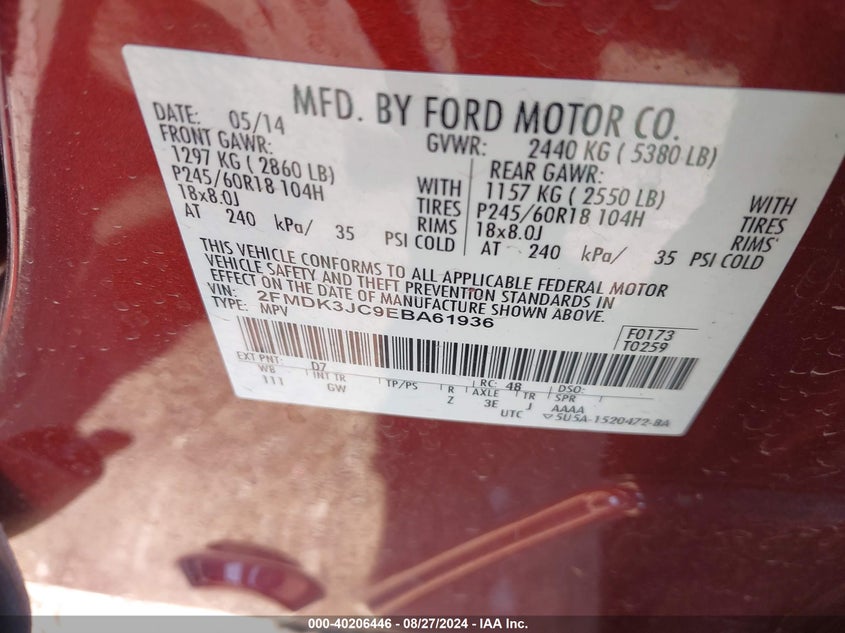 MFD. BY FORD MOTOR CO.
DATE: 05/14 GVWR: 2440 KG ( 5380 LB)
FRONT GAWR: REAR GAWR:
1297 KG ( 2860 LB) WITH 1157 KG ( 2550 LB) WITH
P245/60R18 104H TIRES P245/60R18 104H TIRES
18x8.0J RIMS 18x8.0J RIMS
AT 240 kPa/ 35 PSI COLD AT 240 kPa/ 35 PSI COLD
THIS VEHICLE CONFORMS TO ALL APPLICABLE FEDERAL MOTOR
VEHICLE SAFETY AND THEFT PREVENTION STANDARDS IN
EFFECT ON THE DATE OF MANUFACTURE SHOWN ABOVE.
VIN: 2FMDK3JC9EBA61936
TYPE: MPV
F0173
T0259
EXT PNT: D7 RC: 48 DSO:
WB INT TR TP/PS R AXLE TR SPR
111 GW Z 3E J AAAA
UTC ▽5U5A-1520472-BA
000-40206446 - 08/27/2024 - IAA Inc.